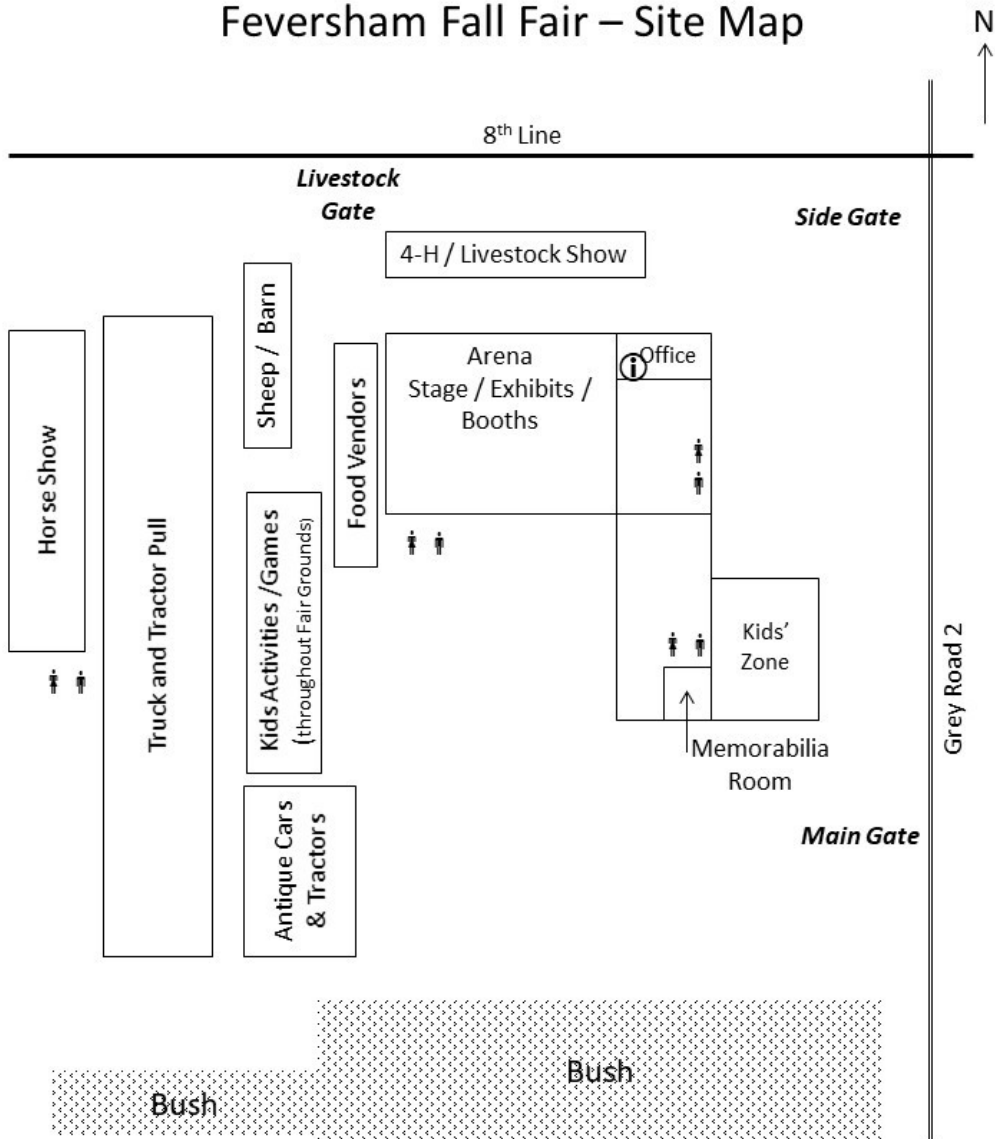 Feversham Fall Fair – Site Map
N
8th Line
Livestock
Gate
Side Gate
4-H / Livestock Show
Sheep / Barn
Horse Show
Truck and Tractor Pull
Food Vendors
Arena
Stage / Exhibits /
Booths
i
Office
Kids Activities /Games
(throughout Fair Grounds)
Kids'
Zone
Grey Road 2
Memorabilia
Room
Antique Cars
& Tractors
Main Gate
Bush
Bush